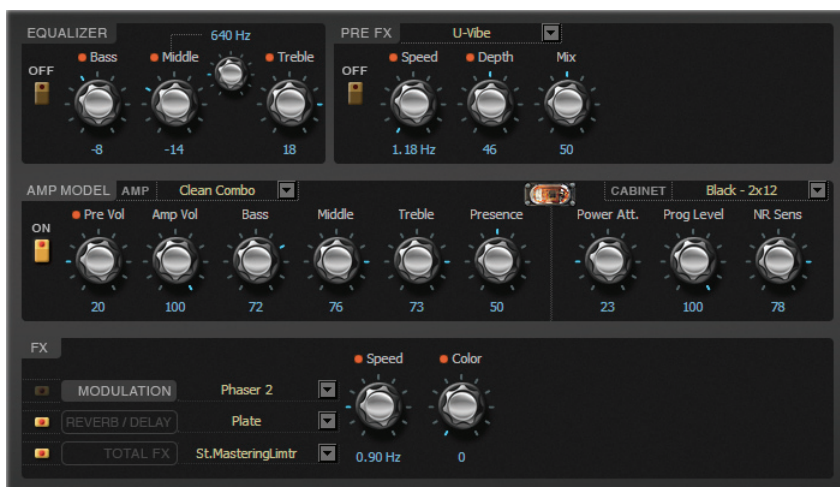 EQUALIZER 640 Hz PRE FX U-Vibe
OFF Bass Middle Treble OFF Speed Depth Mix
-8 -14 18 1.18 Hz 46 50
AMP MODEL AMP Clean Combo CABINET Black - 2x12
ON Pre Vol Amp Vol Bass Middle Treble Presence Power Att. Prog Level NR Sens
20 100 72 76 73 50 23 100 78
FX
Speed Color
MODULATION Phaser 2
REVERB / DELAY Plate
TOTAL FX St.MasteringLimtr 0.90 Hz 0